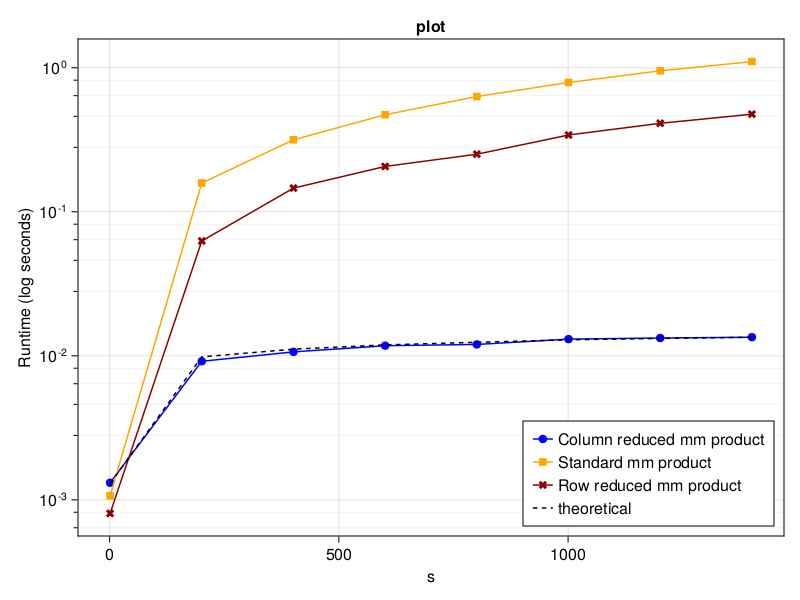 plot
Runtime (log seconds)
10⁰
10⁻¹
10⁻²
10⁻³
Column reduced mm product
Standard mm product
Row reduced mm product
theoretical
0 500 1000
s